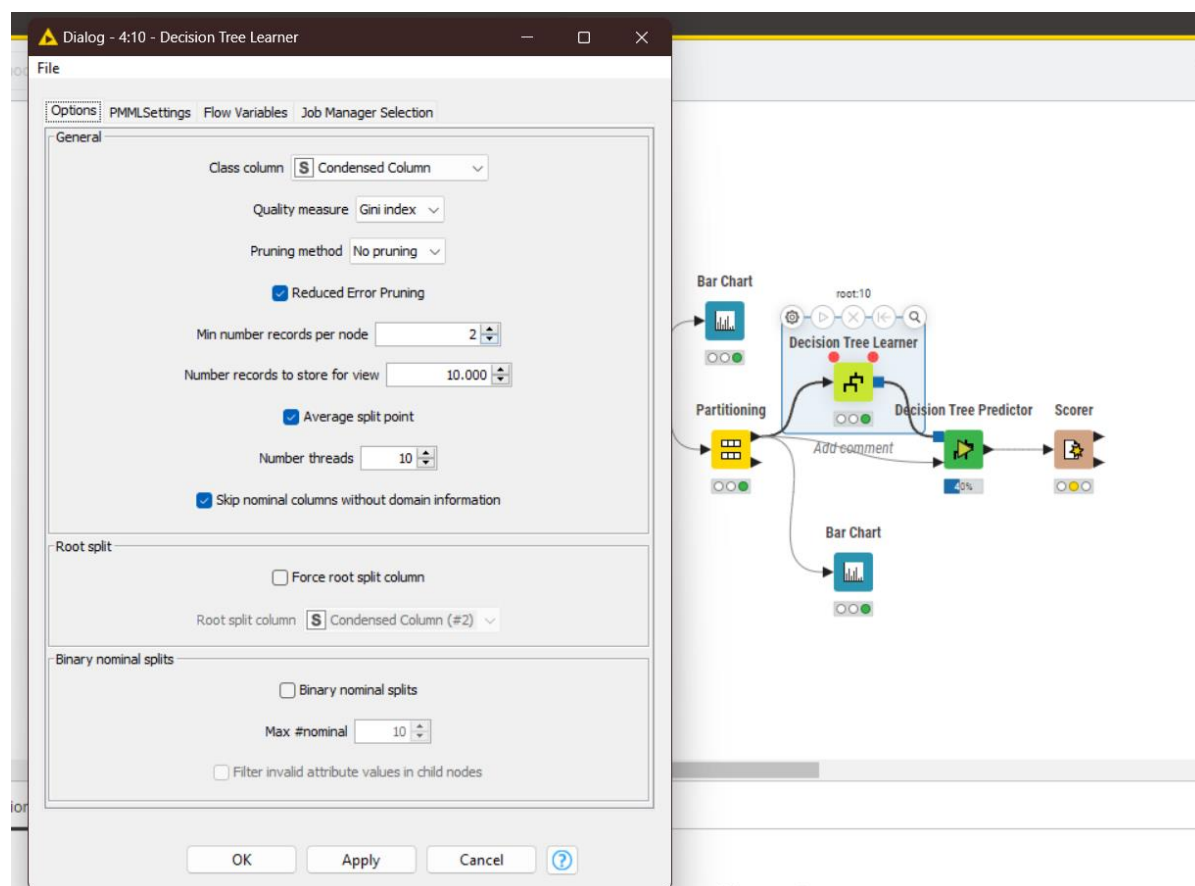 Dialog - 4:10 - Decision Tree Learner
File
Options PMMLSettings Flow Variables Job Manager Selection
General
Class column S Condensed Column
Quality measure Gini index
Pruning method No pruning
Reduced Error Pruning
Min number records per node 2
Number records to store for view 10.000
Average split point
Number threads 10
Skip nominal columns without domain information
Root split
Force root split column
Root split column S Condensed Column (#2)
Binary nominal splits
Binary nominal splits
Max #nominal 10
Filter invalid attribute values in child nodes
OK Apply Cancel ?
Bar Chart
root:10
Decision Tree Learner
Partitioning
Decision Tree Predictor
Scorer
Add comment
40%
Bar Chart